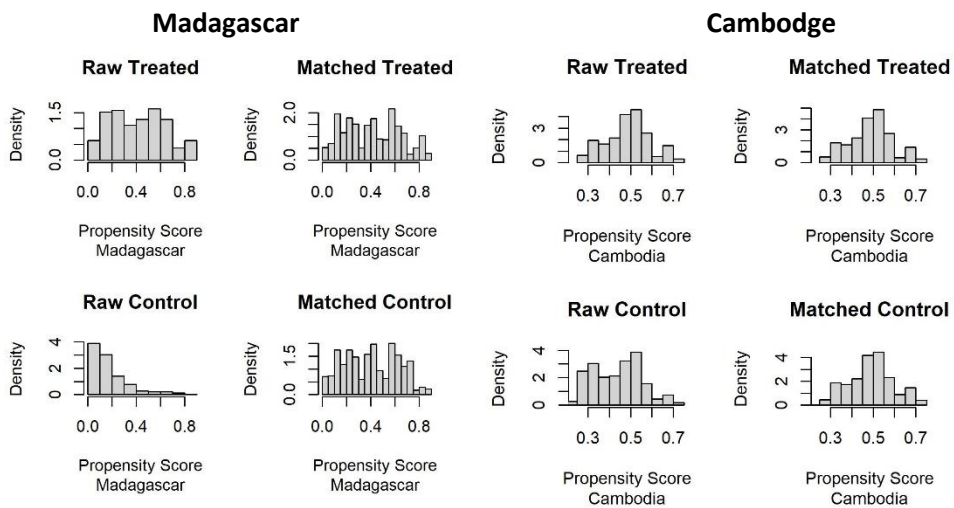 Madagascar
Cambodge
Raw Treated
Matched Treated
Raw Treated
Matched Treated
Density
0.0
1.5
0.0 0.4 0.8
Propensity Score
Madagascar
Density
0.0
1.0
2.0
0.0 0.4 0.8
Propensity Score
Madagascar
Density
0
3
0.3 0.5 0.7
Propensity Score
Cambodia
Density
0
3
0.3 0.5 0.7
Propensity Score
Cambodia
Raw Control
Matched Control
Raw Control
Matched Control
Density
0
2
4
0.0 0.4 0.8
Propensity Score
Madagascar
Density
0.0
1.5
0.0 0.4 0.8
Propensity Score
Madagascar
Density
0
2
4
0.3 0.5 0.7
Propensity Score
Cambodia
Density
0
2
4
0.3 0.5 0.7
Propensity Score
Cambodia